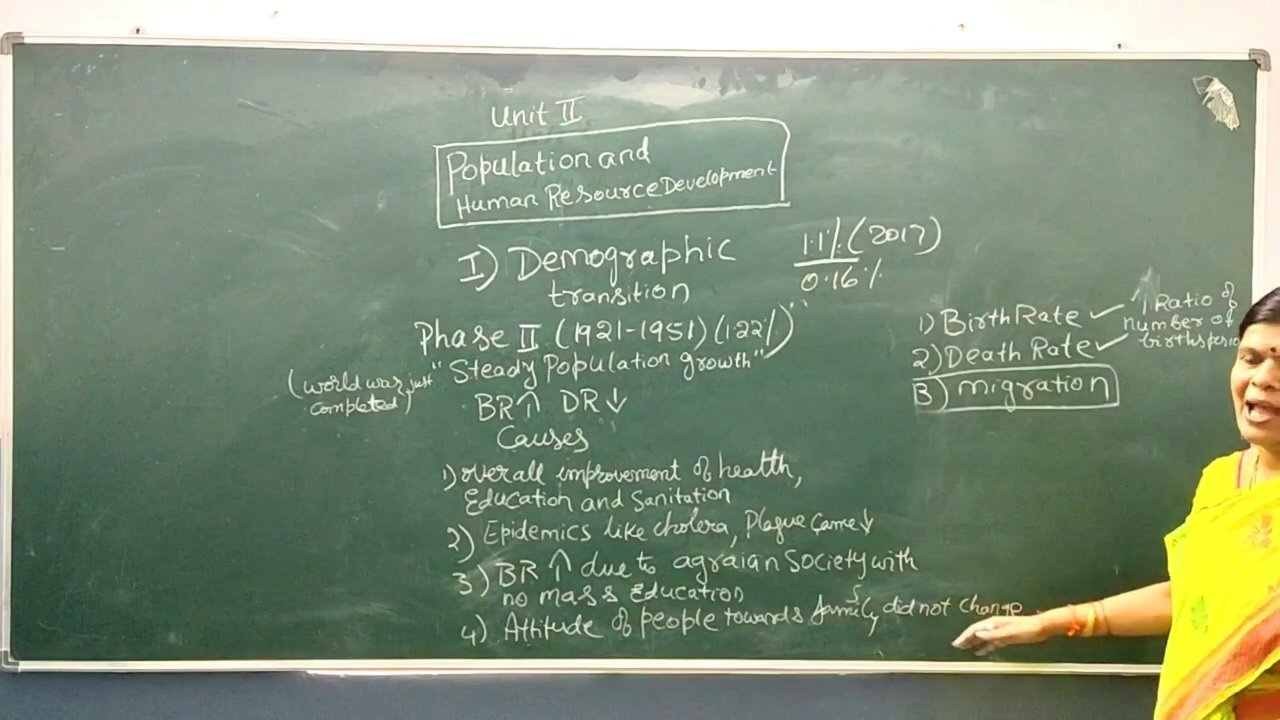 Unit II
Population and
Human Resource Development
I) Demographic
transition
1.1% (2017)
0.16%
Phase II (1921-1951) (1.22%)
"Steady Population growth"
(world war just
completed)
BR↑ DR↓
Causes
1) overall improvement of health,
Education and Sanitation
2) Epidemics like cholera, Plague came↓
3) BR ↑ due to agraian Society with
no mass Education
4) Attitude of people towards family did not change
1) Birth Rate ✓
2) Death Rate ✓
3) migration
Ratio of
number of
births per